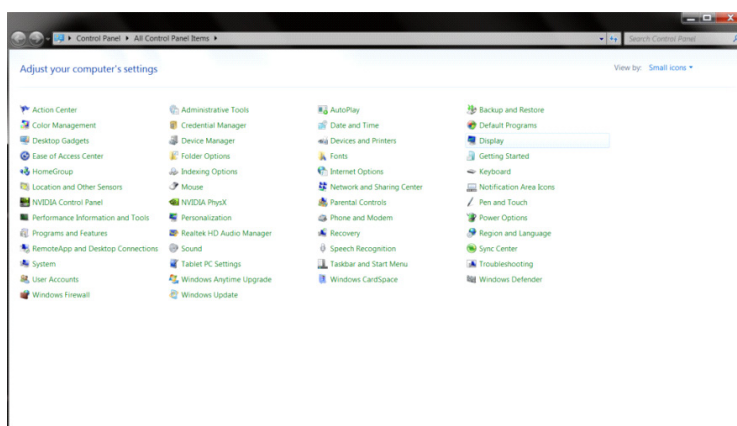 Control Panel ▸ All Control Panel Items ▸ Search Control Panel
Adjust your computer's settings View by: Small icons
Action Center Administrative Tools AutoPlay Backup and Restore
Color Management Credential Manager Date and Time Default Programs
Desktop Gadgets Device Manager Devices and Printers Display
Ease of Access Center Folder Options Fonts Getting Started
HomeGroup Indexing Options Internet Options Keyboard
Location and Other Sensors Mouse Network and Sharing Center Notification Area Icons
NVIDIA Control Panel NVIDIA PhysX Parental Controls Pen and Touch
Performance Information and Tools Personalization Phone and Modem Power Options
Programs and Features Realtek HD Audio Manager Recovery Region and Language
RemoteApp and Desktop Connections Sound Speech Recognition Sync Center
System Tablet PC Settings Taskbar and Start Menu Troubleshooting
User Accounts Windows Anytime Upgrade Windows CardSpace Windows Defender
Windows Firewall Windows Update